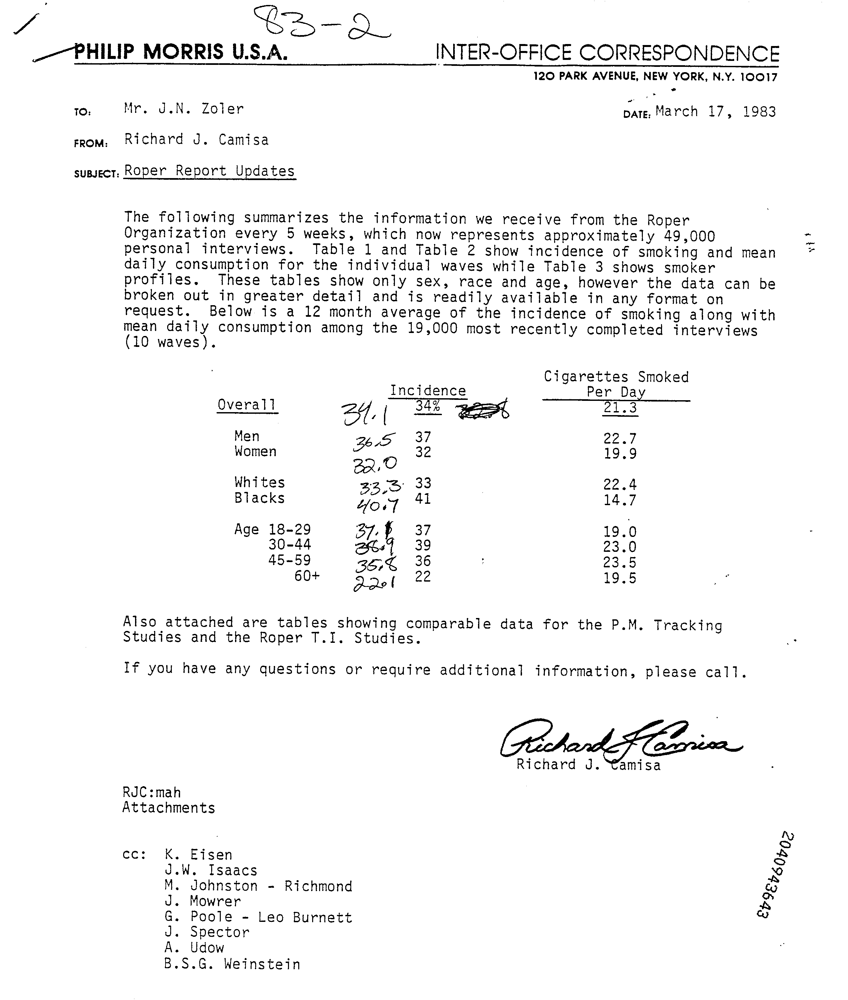 83-2
PHILIP MORRIS U.S.A. INTER-OFFICE CORRESPONDENCE
120 PARK AVENUE, NEW YORK, N.Y. 10017
TO: Mr. J.N. Zoler DATE: March 17, 1983
FROM: Richard J. Camisa
SUBJECT: Roper Report Updates
The following summarizes the information we receive from the Roper
Organization every 5 weeks, which now represents approximately 49,000
personal interviews. Table 1 and Table 2 show incidence of smoking and mean
daily consumption for the individual waves while Table 3 shows smoker
profiles. These tables show only sex, race and age, however the data can be
broken out in greater detail and is readily available in any format on
request. Below is a 12 month average of the incidence of smoking along with
mean daily consumption among the 19,000 most recently completed interviews
(10 waves).
Cigarettes Smoked
Incidence Per Day
Overall 34.1 34% 21.3
Men 36.5 37 22.7
Women 32.0 32 19.9
Whites 33.3 33 22.4
Blacks 40.7 41 14.7
Age 18-29 37. 37 19.0
30-44 38.9 39 23.0
45-59 35.8 36 23.5
60+ 22.1 22 19.5
Also attached are tables showing comparable data for the P.M. Tracking
Studies and the Roper T.I. Studies.
If you have any questions or require additional information, please call.
Richard J Camisa
Richard J. Camisa
RJC:mah
Attachments
cc: K. Eisen
J.W. Isaacs
M. Johnston - Richmond
J. Mowrer
G. Poole - Leo Burnett
J. Spector
A. Udow
B.S.G. Weinstein
2040943643